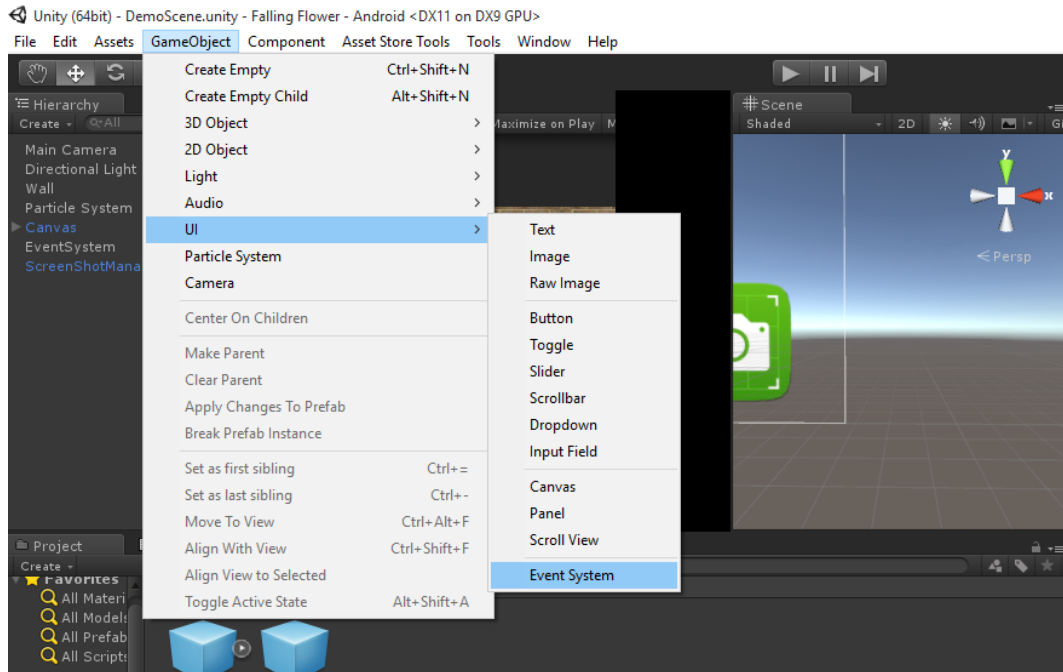 Unity (64bit) - DemoScene.unity - Falling Flower - Android <DX11 on DX9 GPU>
File Edit Assets GameObject Component Asset Store Tools Tools Window Help
Hierarchy
Create All
Main Camera
Directional Light
Wall
Particle System
Canvas
EventSystem
ScreenShotMana
Create Empty Ctrl+Shift+N
Create Empty Child Alt+Shift+N
3D Object
2D Object
Light
Audio
UI
Particle System
Camera
Center On Children
Make Parent
Clear Parent
Apply Changes To Prefab
Break Prefab Instance
Set as first sibling Ctrl+=
Set as last sibling Ctrl+-
Move To View Ctrl+Alt+F
Align With View Ctrl+Shift+F
Align View to Selected
Toggle Active State Alt+Shift+A
Text
Image
Raw Image
Button
Toggle
Slider
Scrollbar
Dropdown
Input Field
Canvas
Panel
Scroll View
Event System
Maximize on Play M
Scene
Shaded 2D Gi
y
x
Persp
Project
Create
Favorites
All Materi
All Models
All Prefab
All Scripts